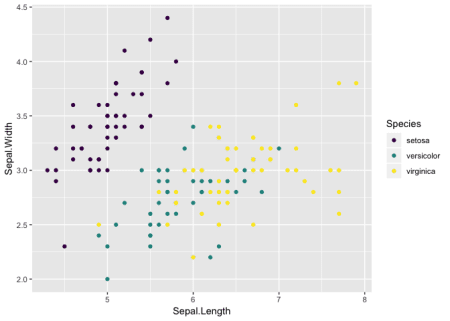 4.5
4.0
3.5
3.0
2.5
2.0
Sepal.Width
5
6
7
8
Sepal.Length
Species
setosa
versicolor
virginica